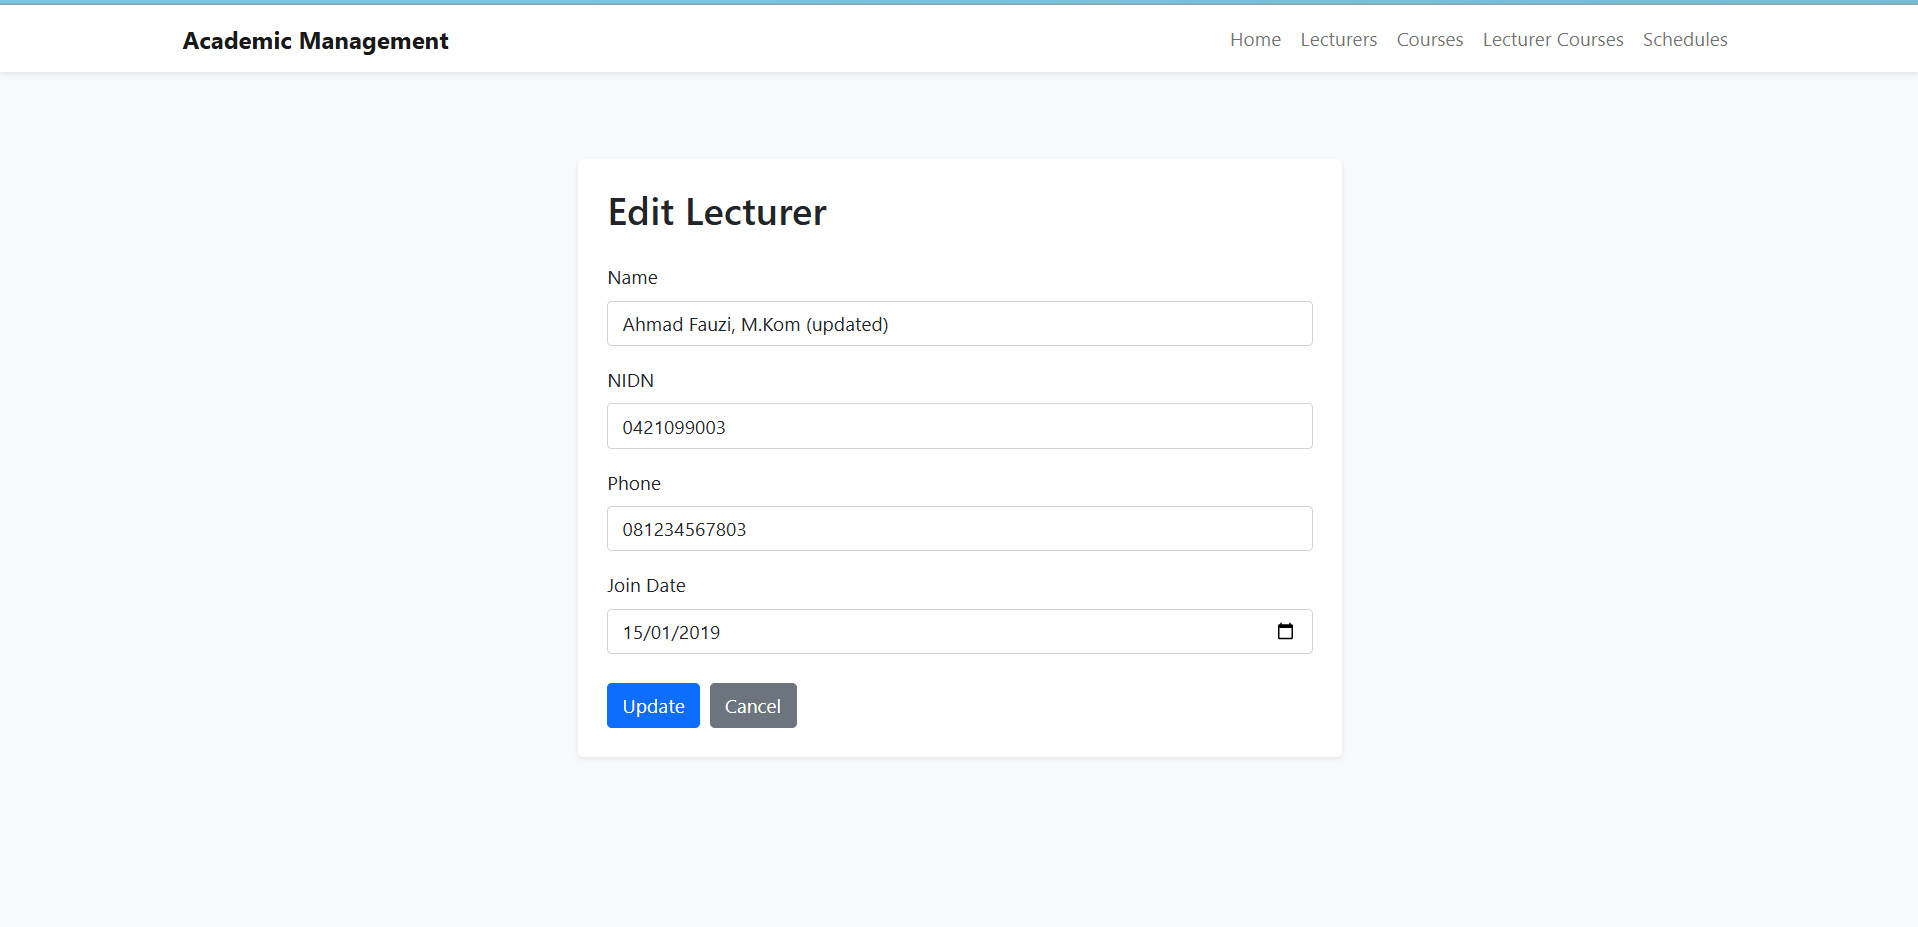 Academic Management
Home Lecturers Courses Lecturer Courses Schedules
Edit Lecturer
Name
Ahmad Fauzi, M.Kom (updated)
NIDN
0421099003
Phone
081234567803
Join Date
15/01/2019
Update Cancel